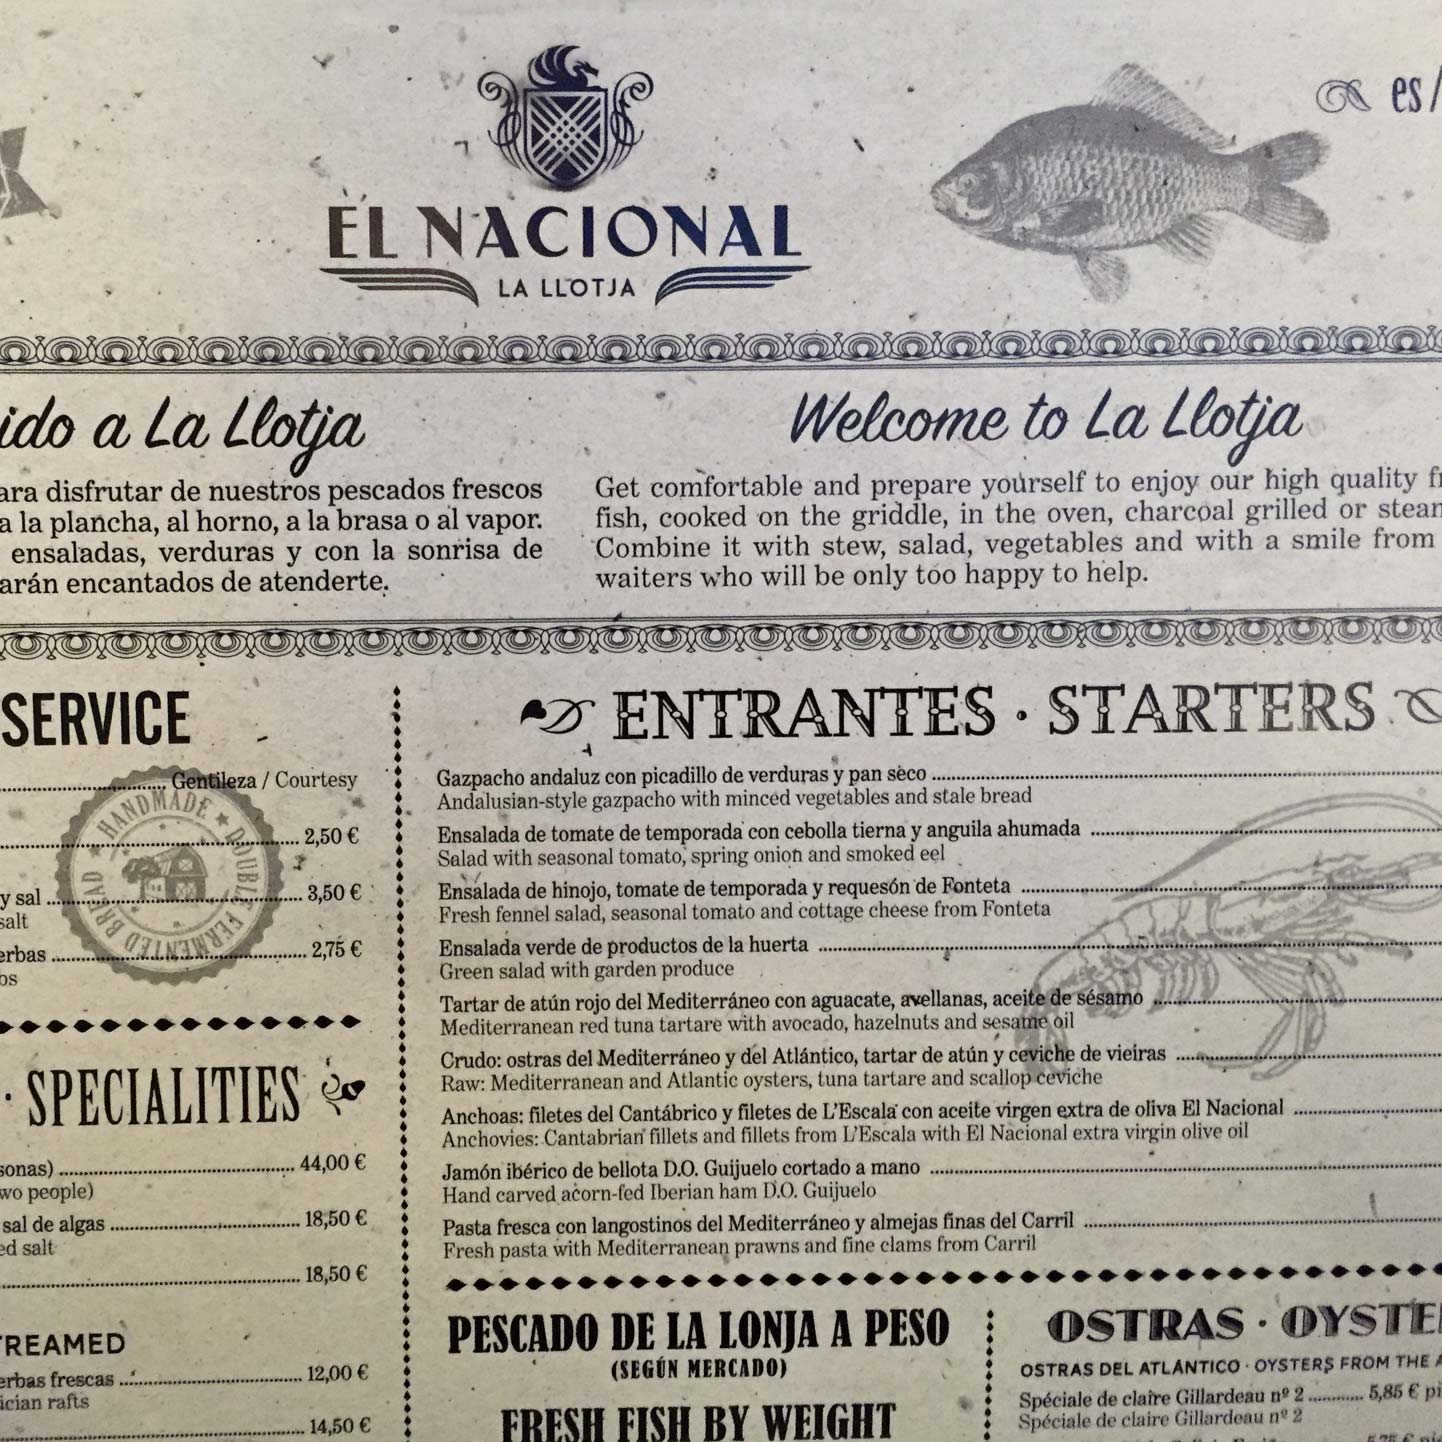 es /
EL NACIONAL
LA LLOTJA
ido a La Llotja
ara disfrutar de nuestros pescados frescos
a la plancha, al horno, a la brasa o al vapor.
ensaladas, verduras y con la sonrisa de
arán encantados de atenderte.
Welcome to La Llotja
Get comfortable and prepare yourself to enjoy our high quality fr
fish, cooked on the griddle, in the oven, charcoal grilled or steam
Combine it with stew, salad, vegetables and with a smile from
waiters who will be only too happy to help.
SERVICE
Gentileza / Courtesy
2,50 €
y sal 3,50 €
salt
erbas 2,75 €
os
HANDMADE ★ DOUBLE FERMENTED BREAD ★
· SPECIALITIES
sonas) 44,00 €
wo people)
sal de algas 18,50 €
ed salt
18,50 €
TREAMED
erbas frescas 12,00 €
ician rafts
14,50 €
ENTRANTES · STARTERS
Gazpacho andaluz con picadillo de verduras y pan seco
Andalusian-style gazpacho with minced vegetables and stale bread
Ensalada de tomate de temporada con cebolla tierna y anguila ahumada
Salad with seasonal tomato, spring onion and smoked eel
Ensalada de hinojo, tomate de temporada y requesón de Fonteta
Fresh fennel salad, seasonal tomato and cottage cheese from Fonteta
Ensalada verde de productos de la huerta
Green salad with garden produce
Tartar de atún rojo del Mediterráneo con aguacate, avellanas, aceite de sésamo
Mediterranean red tuna tartare with avocado, hazelnuts and sesame oil
Crudo: ostras del Mediterráneo y del Atlántico, tartar de atún y ceviche de vieiras
Raw: Mediterranean and Atlantic oysters, tuna tartare and scallop ceviche
Anchoas: filetes del Cantábrico y filetes de L'Escala con aceite virgen extra de oliva El Nacional
Anchovies: Cantabrian fillets and fillets from L'Escala with El Nacional extra virgin olive oil
Jamón ibérico de bellota D.O. Guijuelo cortado a mano
Hand carved acorn-fed Iberian ham D.O. Guijuelo
Pasta fresca con langostinos del Mediterráneo y almejas finas del Carril
Fresh pasta with Mediterranean prawns and fine clams from Carril
PESCADO DE LA LONJA A PESO
(SEGÚN MERCADO)
FRESH FISH BY WEIGHT
OSTRAS · OYSTE
OSTRAS DEL ATLÁNTICO · OYSTERS FROM THE A
Spéciale de claire Gillardeau nº 2 5,85 € pi
Spéciale de claire Gillardeau nº 2